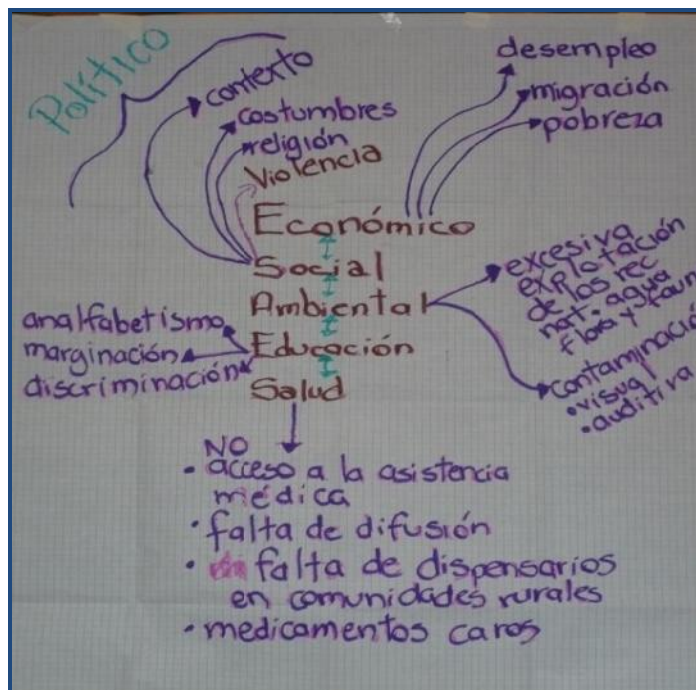 Político
contexto
costumbres
religión
Violencia
desempleo
migración
pobreza
Económico
Social
Ambiental
Educación
Salud
excesiva
explotación
de los rec
nat. agua
flora y faun
contaminació
• visual
• auditiva
analfabetismo
marginación
discriminación
NO
• acceso a la asistencia
médica
• falta de difusión
• falta de dispensarios
en comunidades rurales
• medicamentos caros